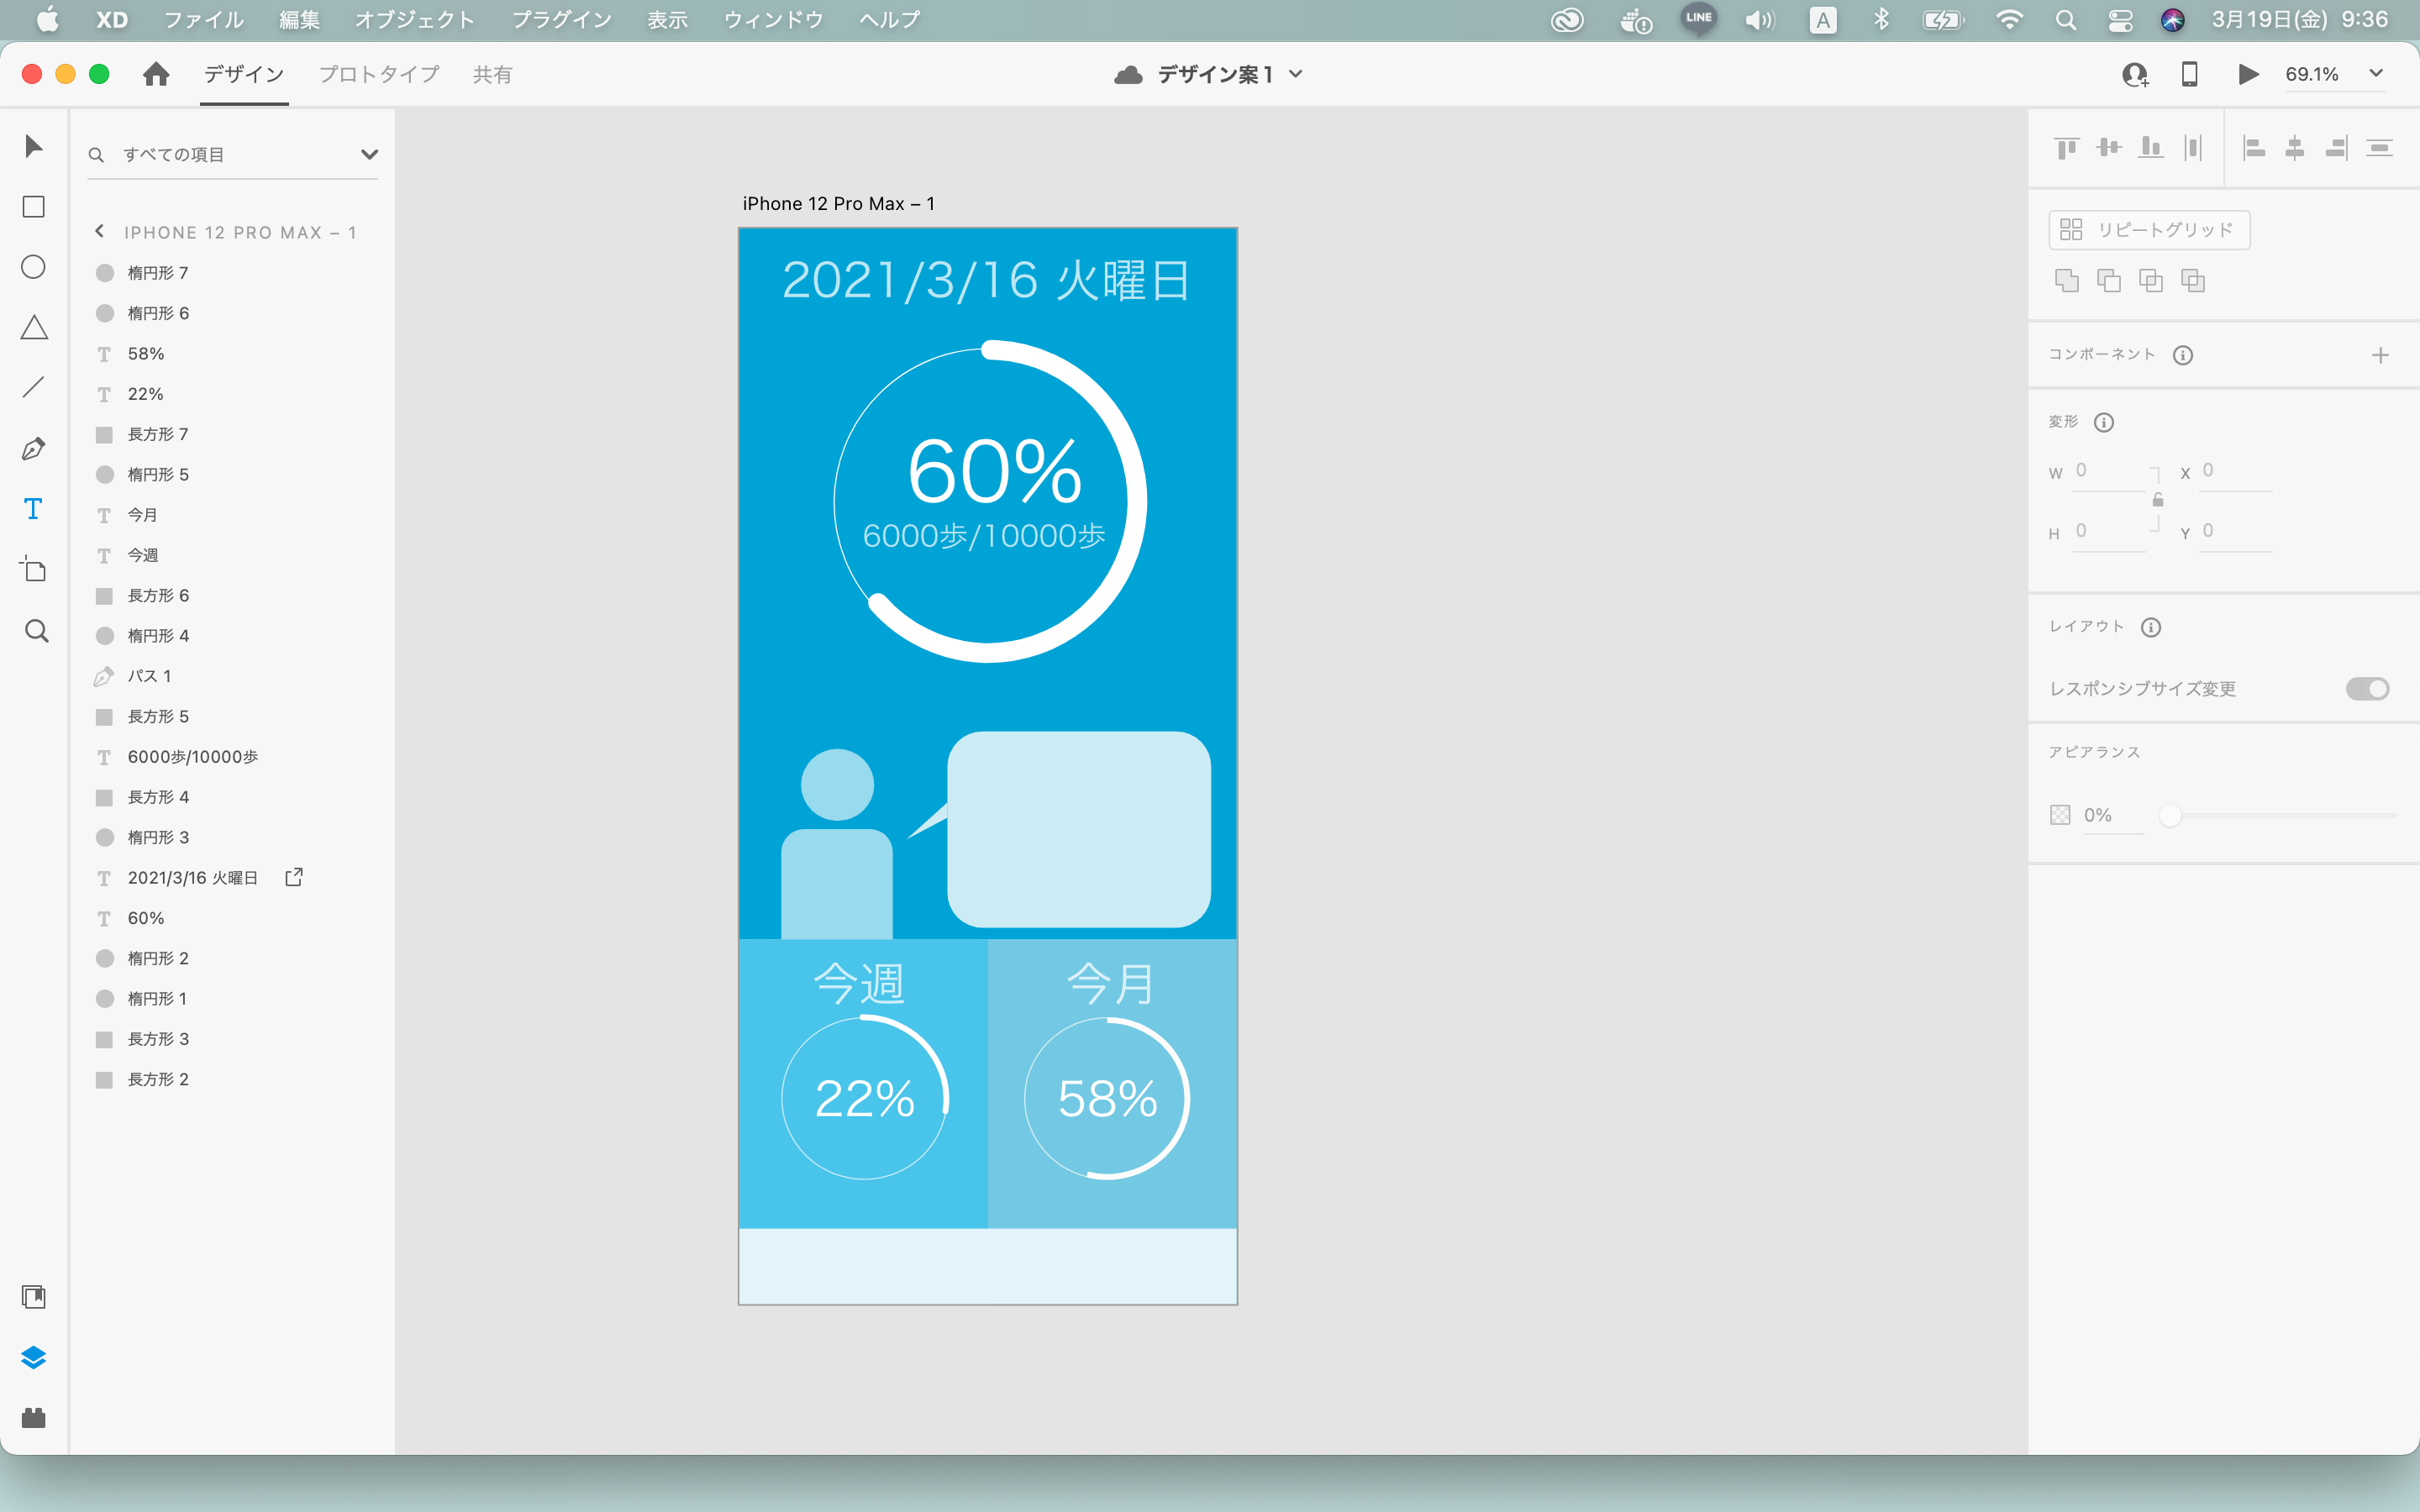 XD ファイル 編集 オブジェクト プラグイン 表示 ウィンドウ ヘルプ LINE A 3月19日(金) 9:36
デザイン プロトタイプ 共有 デザイン案 1 69.1%
すべての項目
IPHONE 12 PRO MAX – 1
楕円形 7
楕円形 6
58%
22%
長方形 7
楕円形 5
今月
今週
長方形 6
楕円形 4
パス 1
長方形 5
6000歩/10000歩
長方形 4
楕円形 3
2021/3/16 火曜日
60%
楕円形 2
楕円形 1
長方形 3
長方形 2
iPhone 12 Pro Max – 1
2021/3/16 火曜日
60%
6000歩/10000歩
今週 今月
22% 58%
リピートグリッド
コンポーネント
変形
W 0 X 0
H 0 Y 0
レイアウト
レスポンシブサイズ変更
アピアランス
0%